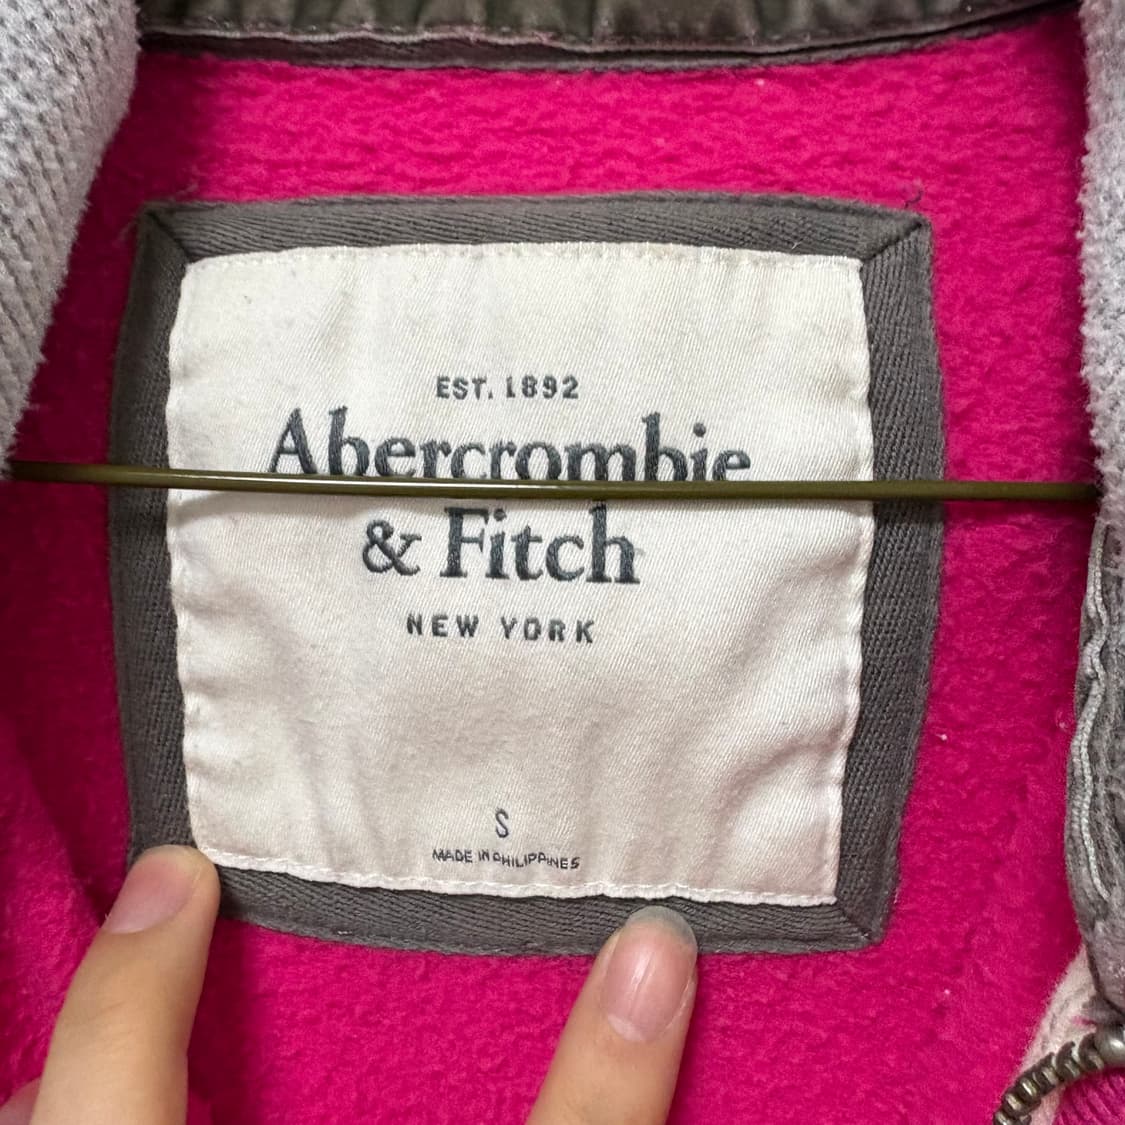 EST. 1892
Abercrombie
& Fitch
NEW YORK
S
MADE IN PHILIPPINES